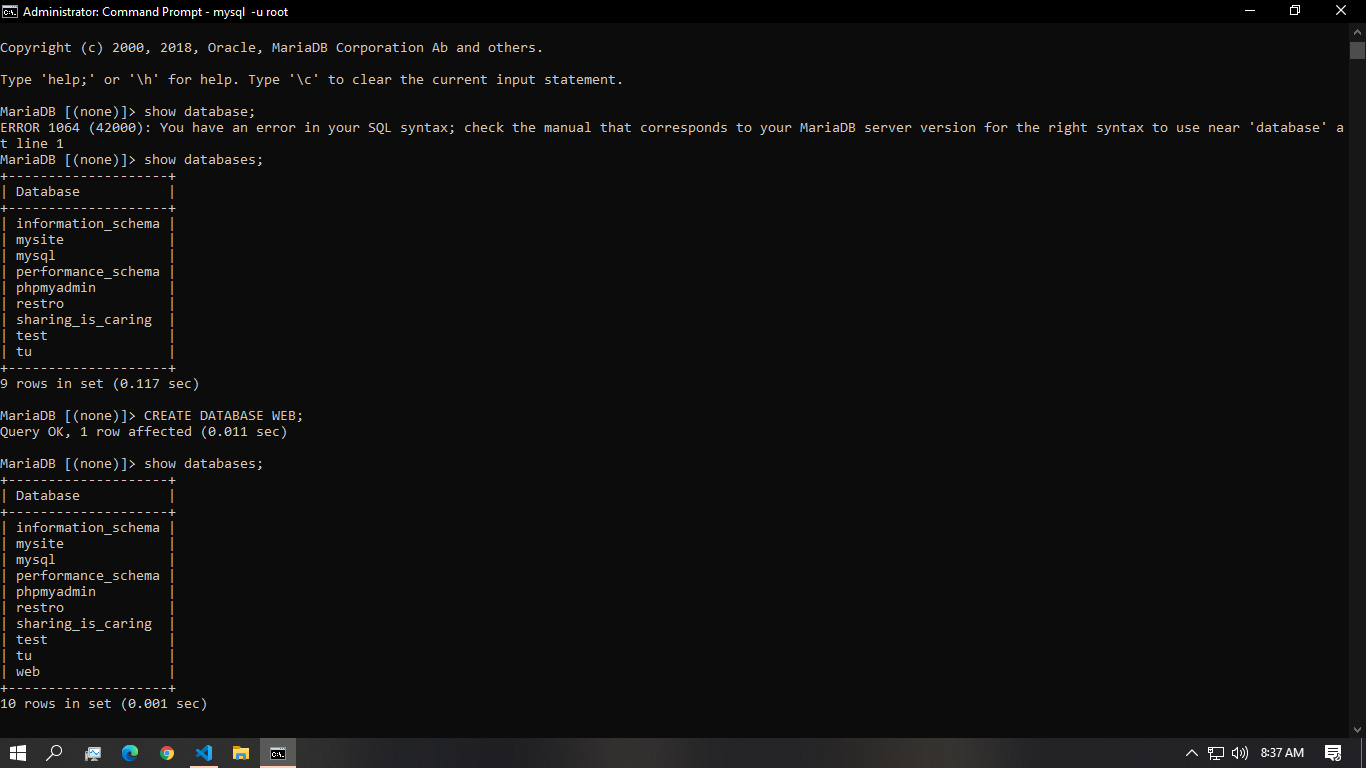 Administrator: Command Prompt - mysql  -u root
Copyright (c) 2000, 2018, Oracle, MariaDB Corporation Ab and others.
Type 'help;' or '\h' for help. Type '\c' to clear the current input statement.
MariaDB [(none)]> show database;
ERROR 1064 (42000): You have an error in your SQL syntax; check the manual that corresponds to your MariaDB server version for the right syntax to use near 'database' a
t line 1
MariaDB [(none)]> show databases;
+--------------------+
| Database           |
+--------------------+
| information_schema |
| mysite             |
| mysql              |
| performance_schema |
| phpmyadmin         |
| restro             |
| sharing_is_caring  |
| test               |
| tu                 |
+--------------------+
9 rows in set (0.117 sec)
MariaDB [(none)]> CREATE DATABASE WEB;
Query OK, 1 row affected (0.011 sec)
MariaDB [(none)]> show databases;
+--------------------+
| Database           |
+--------------------+
| information_schema |
| mysite             |
| mysql              |
| performance_schema |
| phpmyadmin         |
| restro             |
| sharing_is_caring  |
| test               |
| tu                 |
| web                |
+--------------------+
10 rows in set (0.001 sec)
8:37 AM